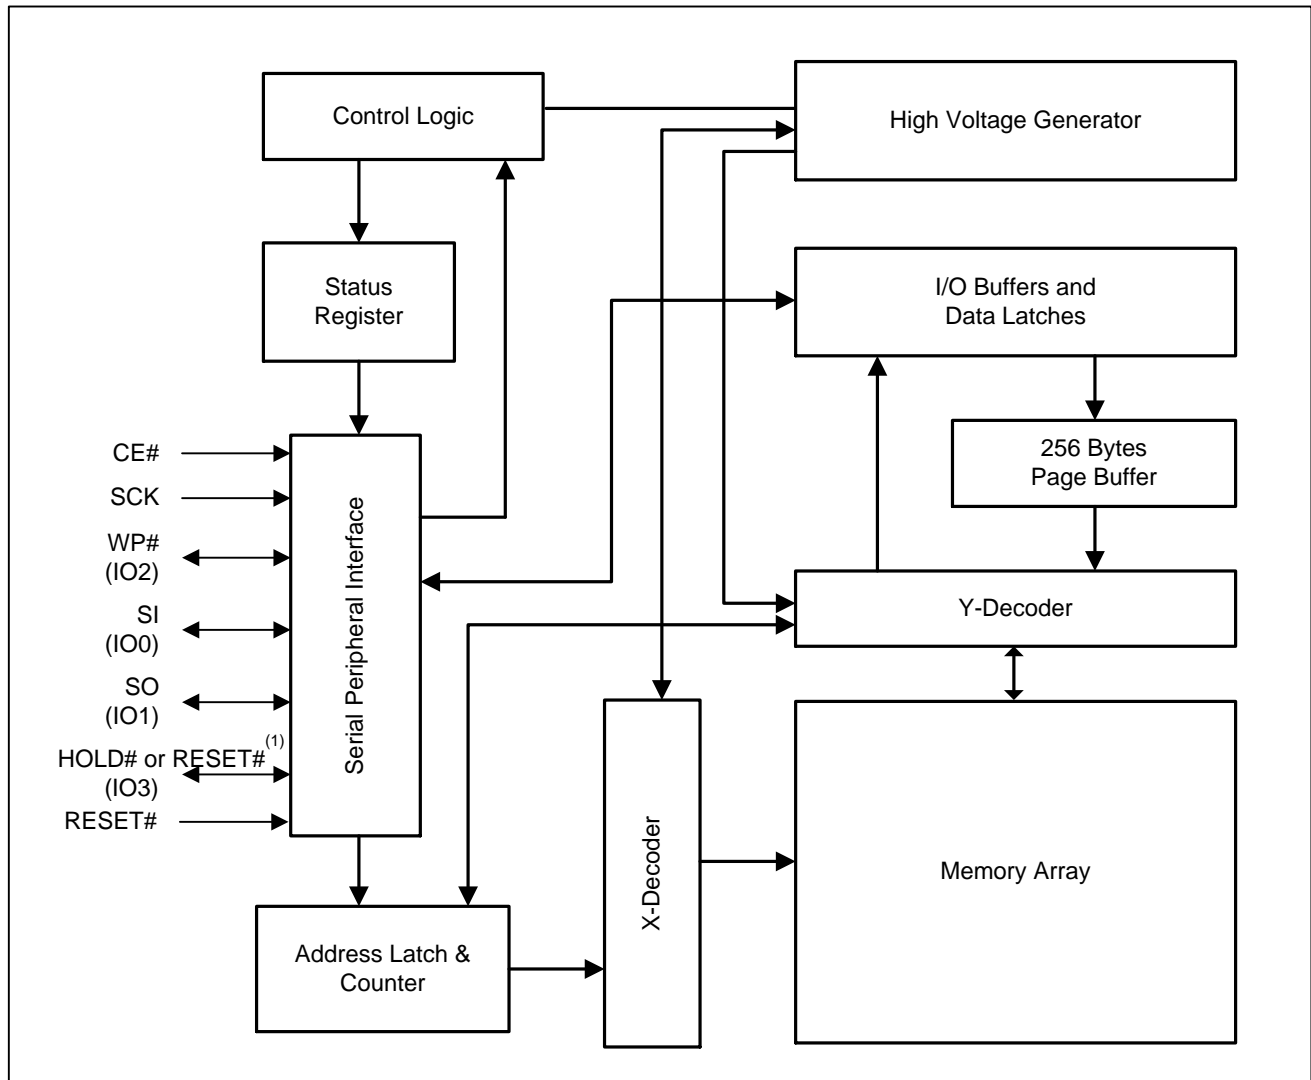 Control Logic
High Voltage Generator
Status
Register
I/O Buffers and
Data Latches
256 Bytes
Page Buffer
CE#
SCK
WP#
(IO2)
SI
(IO0)
SO
(IO1)
HOLD# or RESET#(1)
(IO3)
RESET#
Serial Peripheral Interface
Y-Decoder
X-Decoder
Memory Array
Address Latch &
Counter